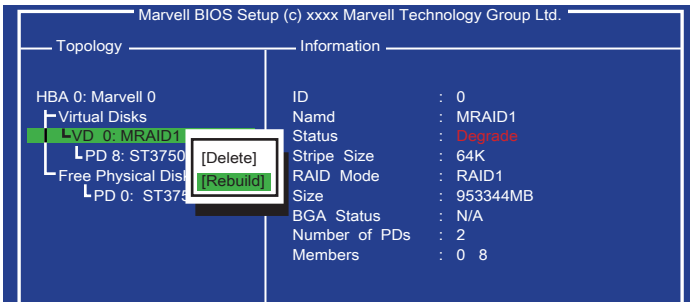 Marvell BIOS Setup (c) xxxx Marvell Technology Group Ltd.
Topology
HBA 0: Marvell 0
Virtual Disks
VD 0: MRAID1
PD 8: ST3750
Free Physical
PD 0: ST375
[Delete]
[Rebuild]
Information
ID : 0
Namd : MRAID1
Status : Degrade
Stripe Size : 64K
RAID Mode : RAID1
Size : 953344MB
BGA Status : N/A
Number of PDs : 2
Members : 0 8